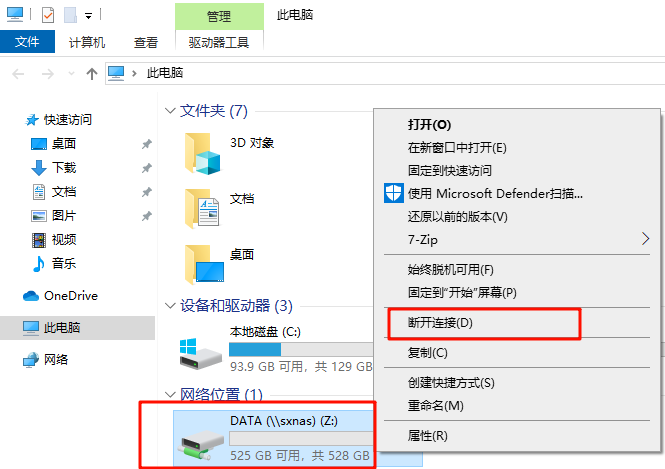 管理
此电脑
文件
计算机
查看
驱动器工具
此电脑
快速访问
桌面
下载
文档
图片
视频
音乐
OneDrive
此电脑
网络
文件夹 (7)
3D 对象
文档
桌面
设备和驱动器 (3)
本地磁盘 (C:)
93.9 GB 可用，共 129 GB
网络位置 (1)
DATA (\\sxnas) (Z:)
525 GB 可用，共 528 GB
打开(O)
在新窗口中打开(E)
固定到快速访问
使用 Microsoft Defender扫描...
还原以前的版本(V)
7-Zip
始终脱机可用(F)
固定到"开始"屏幕(P)
断开连接(D)
复制(C)
创建快捷方式(S)
重命名(M)
属性(R)